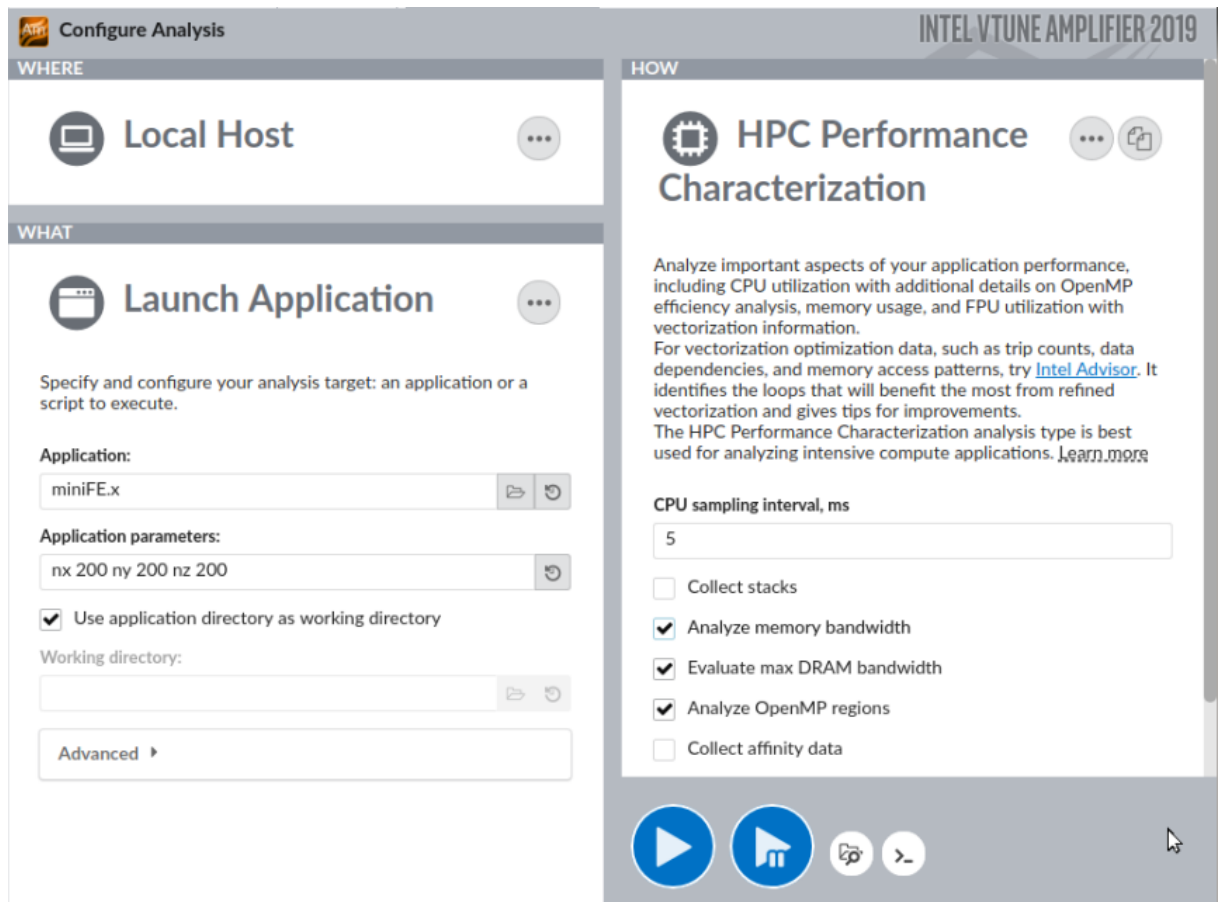 Configure Analysis
INTEL VTUNE AMPLIFIER 2019
WHERE
Local Host
WHAT
Launch Application
Specify and configure your analysis target: an application or a
script to execute.
Application:
miniFE.x
Application parameters:
nx 200 ny 200 nz 200
Use application directory as working directory
Working directory:
Advanced
HOW
HPC Performance
Characterization
Analyze important aspects of your application performance,
including CPU utilization with additional details on OpenMP
efficiency analysis, memory usage, and FPU utilization with
vectorization information.
For vectorization optimization data, such as trip counts, data
dependencies, and memory access patterns, try Intel Advisor. It
identifies the loops that will benefit the most from refined
vectorization and gives tips for improvements.
The HPC Performance Characterization analysis type is best
used for analyzing intensive compute applications. Learn more
CPU sampling interval, ms
5
Collect stacks
Analyze memory bandwidth
Evaluate max DRAM bandwidth
Analyze OpenMP regions
Collect affinity data